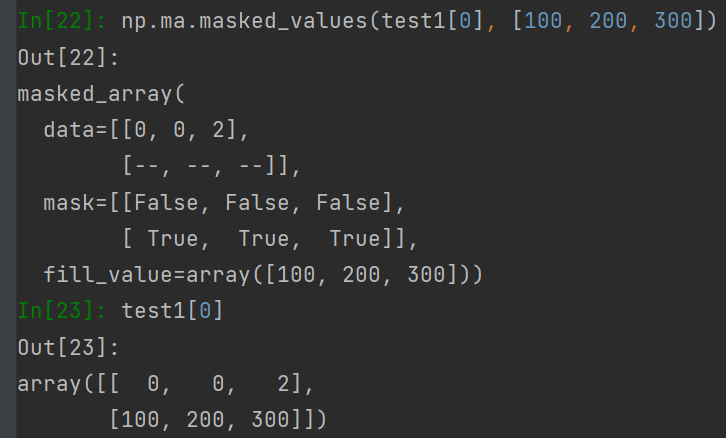 In[22]: np.ma.masked_values(test1[0], [100, 200, 300])
Out[22]:
masked_array(
  data=[[0, 0, 2],
        [--, --, --]],
  mask=[[False, False, False],
        [ True,  True,  True]],
  fill_value=array([100, 200, 300]))
In[23]: test1[0]
Out[23]:
array([[  0,   0,   2],
       [100, 200, 300]])